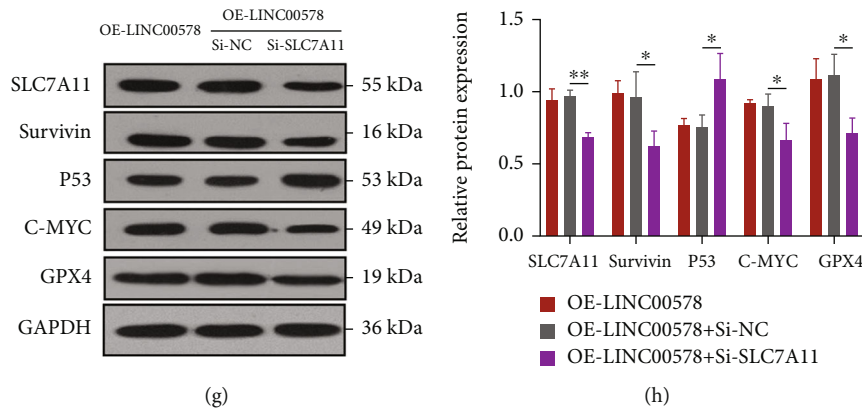 OE-LINC00578
OE-LINC00578
Si-NC Si-SLC7A11
SLC7A11 55 kDa
Survivin 16 kDa
P53 53 kDa
C-MYC 49 kDa
GPX4 19 kDa
GAPDH 36 kDa
(g)
Relative protein expression
1.5
1.0
0.5
0.0
** * * * *
SLC7A11 Survivin P53 C-MYC GPX4
OE-LINC00578
OE-LINC00578+Si-NC
OE-LINC00578+Si-SLC7A11
(h)